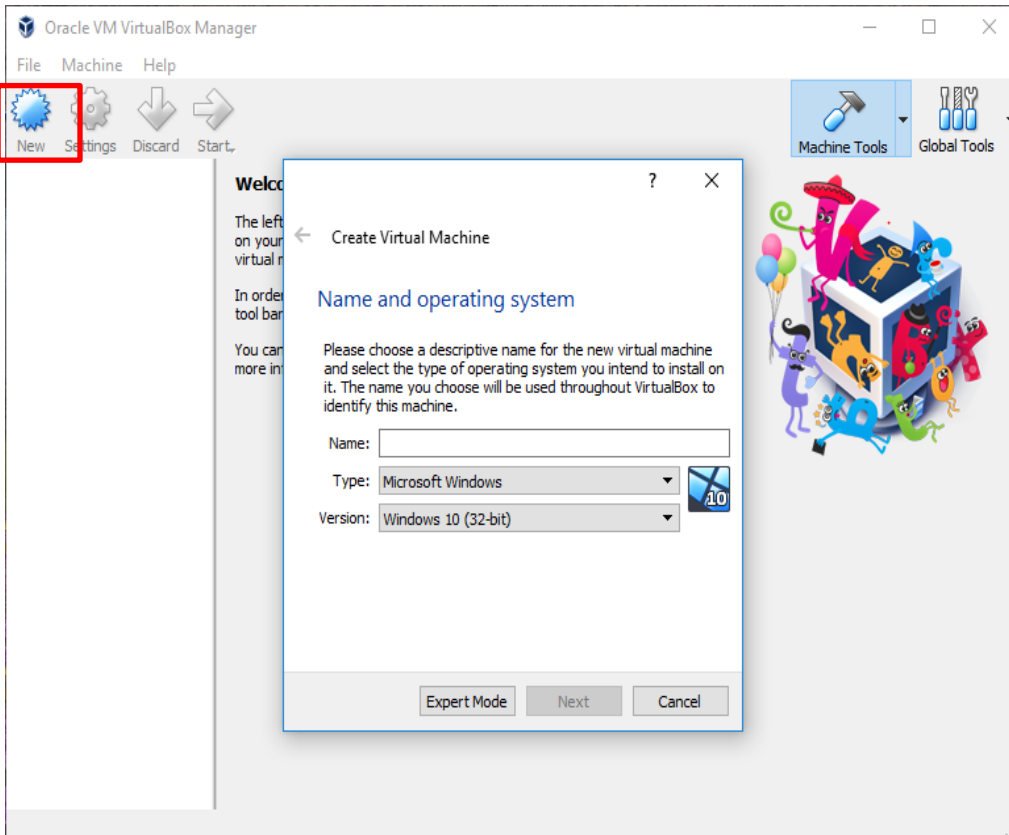 Oracle VM VirtualBox Manager
File Machine Help
New Settings Discard Start
Machine Tools Global Tools
Welc
The left
on your
virtual
In order
tool bar
You can
more in
?
Create Virtual Machine
Name and operating system
Please choose a descriptive name for the new virtual machine
and select the type of operating system you intend to install on
it. The name you choose will be used throughout VirtualBox to
identify this machine.
Name:
Type: Microsoft Windows
10
Version: Windows 10 (32-bit)
Expert Mode Next Cancel